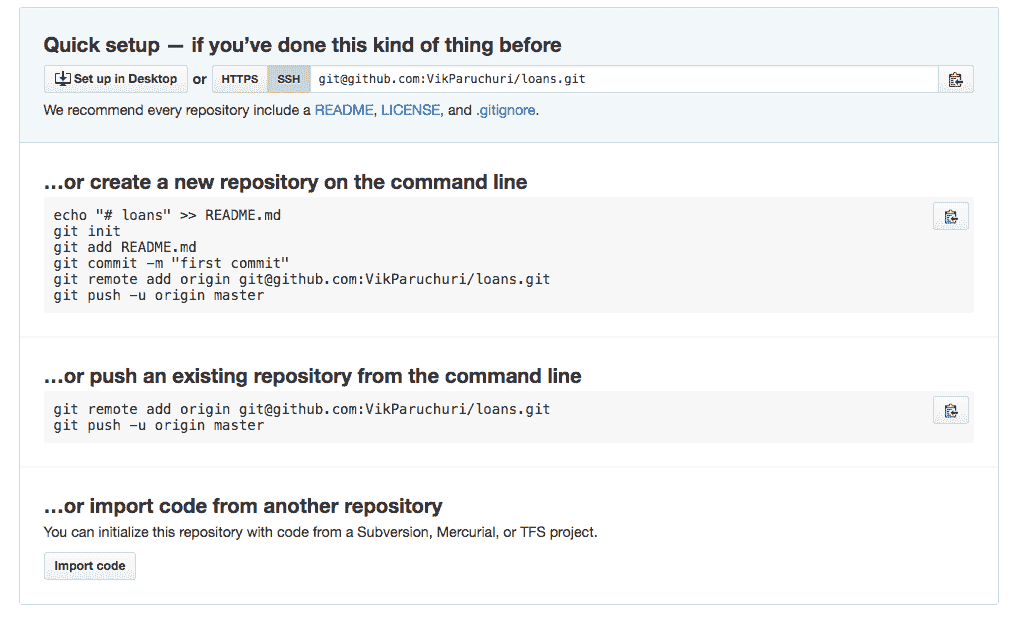 Quick setup — if you’ve done this kind of thing before
Set up in Desktop or HTTPS SSH git@github.com:VikParuchuri/loans.git
We recommend every repository include a README, LICENSE, and .gitignore.
...or create a new repository on the command line
echo "# loans" >> README.md
git init
git add README.md
git commit -m "first commit"
git remote add origin git@github.com:VikParuchuri/loans.git
git push -u origin master
...or push an existing repository from the command line
git remote add origin git@github.com:VikParuchuri/loans.git
git push -u origin master
...or import code from another repository
You can initialize this repository with code from a Subversion, Mercurial, or TFS project.
Import code